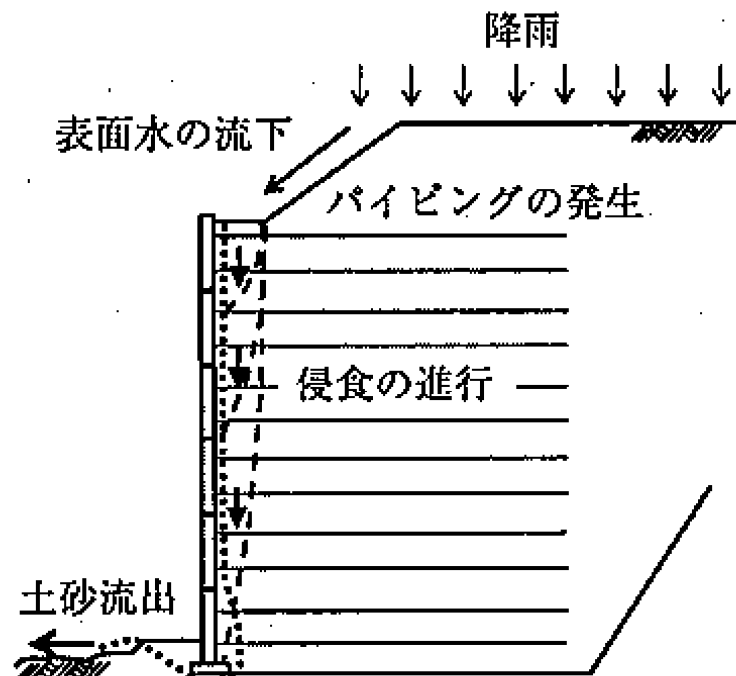 降雨
表面水の流下
パイピングの発生
侵食の進行
土砂流出